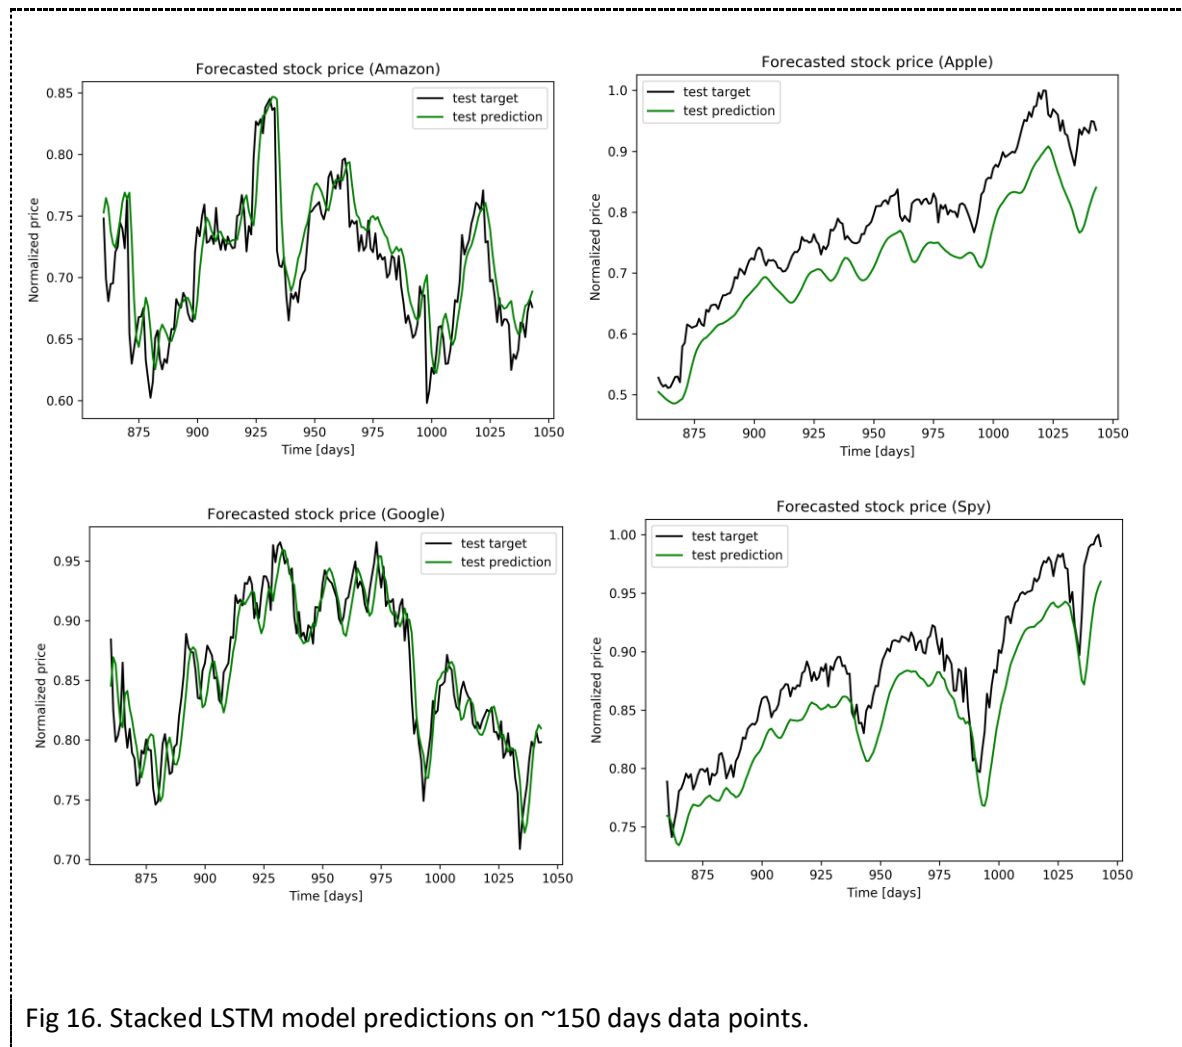 Forecasted stock price (Amazon)
test target
test prediction
Normalized price
0.85
0.80
0.75
0.70
0.65
0.60
875 900 925 950 975 1000 1025 1050
Time [days]
Forecasted stock price (Apple)
test target
test prediction
Normalized price
1.0
0.9
0.8
0.7
0.6
0.5
875 900 925 950 975 1000 1025 1050
Time [days]
Forecasted stock price (Google)
test target
test prediction
Normalized price
0.95
0.90
0.85
0.80
0.75
0.70
875 900 925 950 975 1000 1025 1050
Time [days]
Forecasted stock price (Spy)
test target
test prediction
Normalized price
1.00
0.95
0.90
0.85
0.80
0.75
875 900 925 950 975 1000 1025 1050
Time [days]
Fig 16. Stacked LSTM model predictions on ~150 days data points.